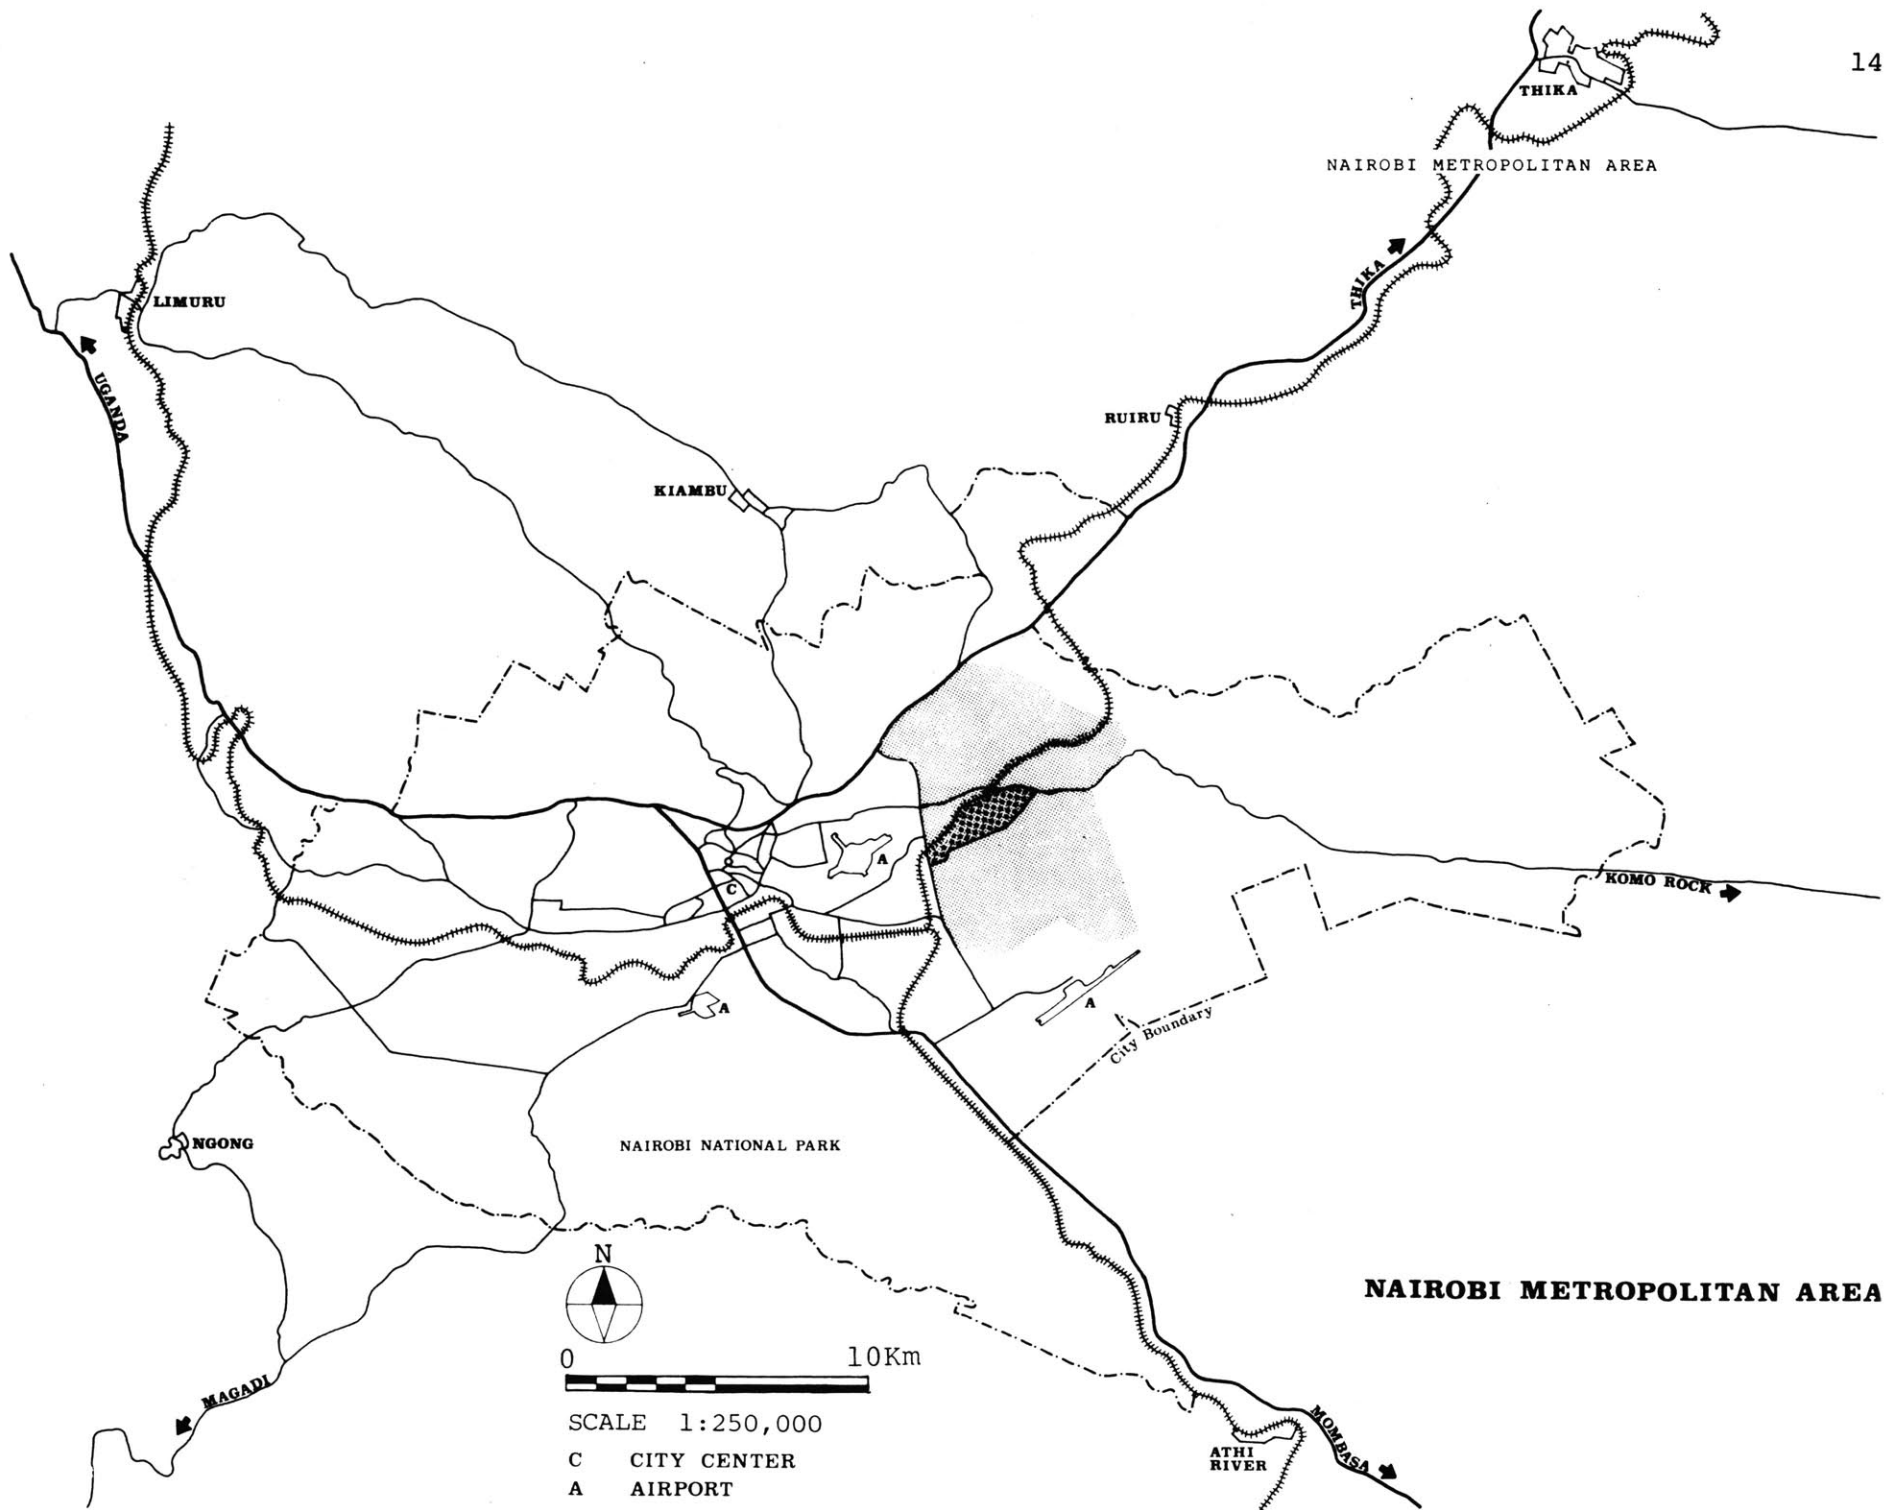 14
THIKA
NAIROBI METROPOLITAN AREA
THIKA
LIMURU
UGANDA
RUIRU
KIAMBU
A
C
KOMO ROCK
A
A
City Boundary
NGONG
NAIROBI NATIONAL PARK
N
NAIROBI METROPOLITAN AREA
0 10Km
MAGADI
SCALE 1:250,000
MOMBASA
C CITY CENTER
ATHI
RIVER
A AIRPORT